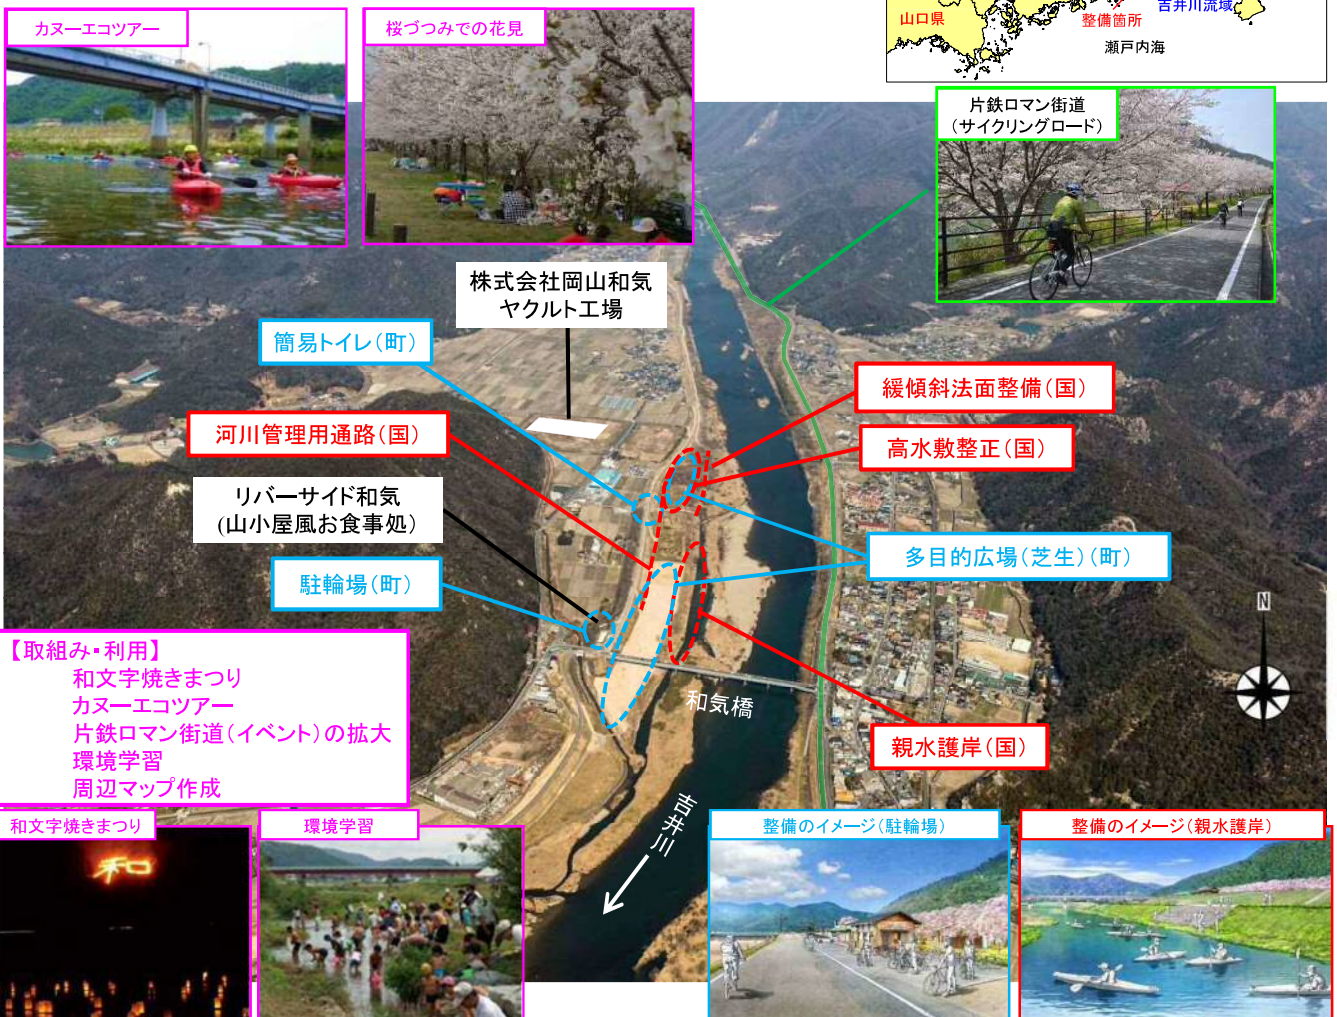 カヌーエコツアー
桜づつみでの花見
山口県
整備箇所
吉井川流域
瀬戸内海
片鉄ロマン街道
（サイクリングロード）
株式会社岡山和気
ヤクルト工場
簡易トイレ（町）
緩傾斜法面整備（国）
河川管理用通路（国）
高水敷整正（国）
リバーサイド和気
(山小屋風お食事処）
多目的広場（芝生）（町）
駐輪場（町）
N
【取組み・利用】
和文字焼きまつり
カヌーエコツアー
片鉄ロマン街道（イベント）の拡大
環境学習
周辺マップ作成
和気橋
親水護岸（国）
吉井川
和文字焼きまつり
環境学習
整備のイメージ（駐輪場）
整備のイメージ（親水護岸）
和